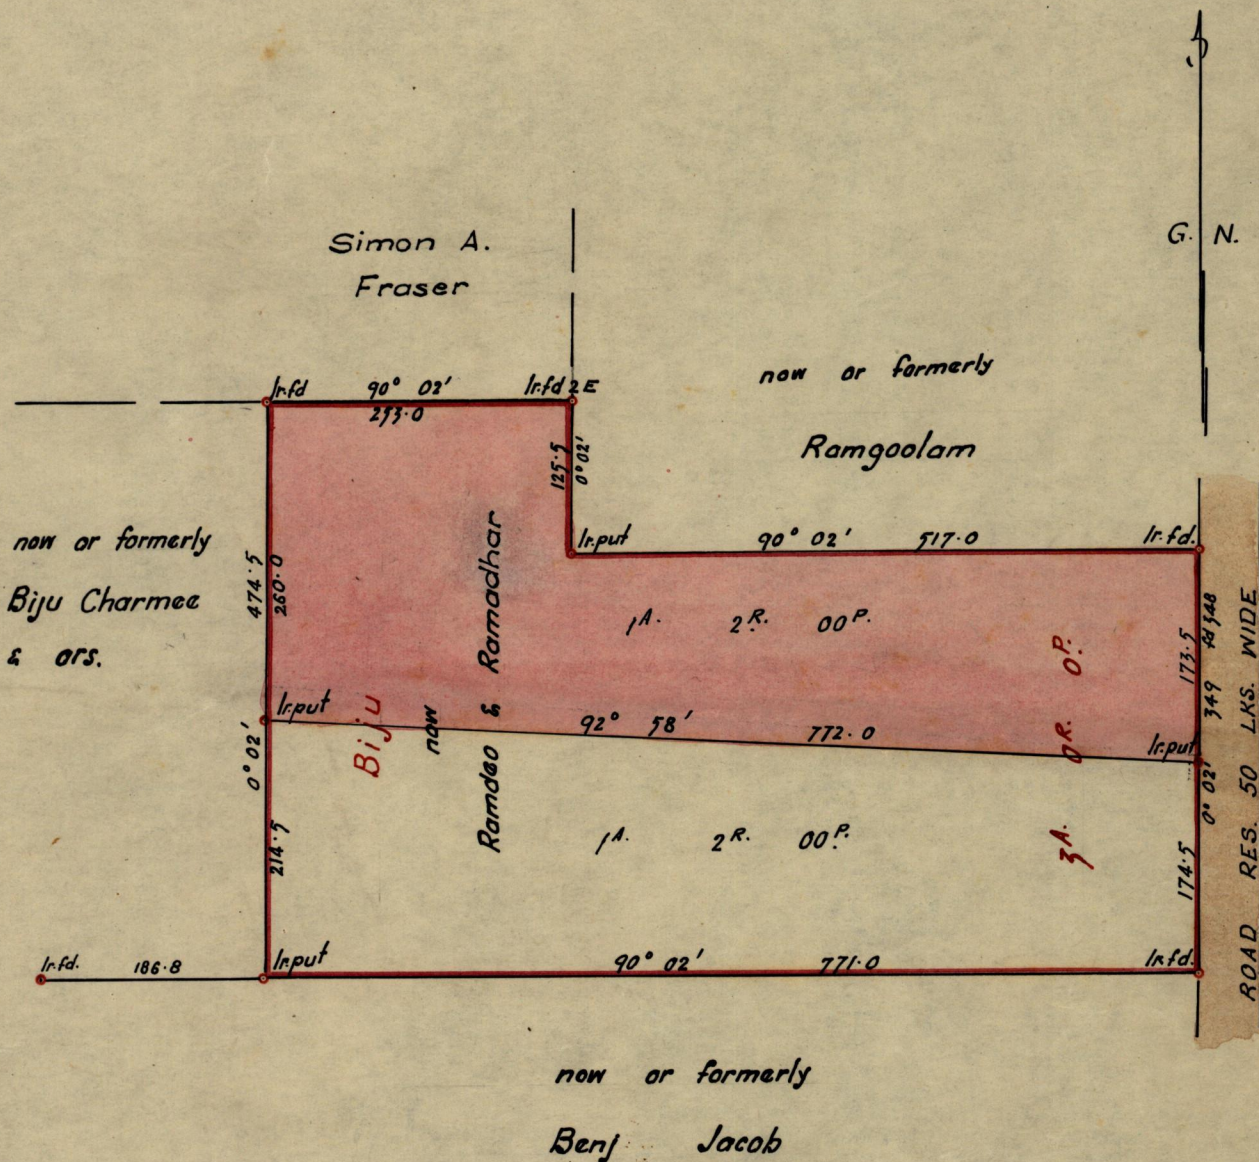 G. N.
Simon A.
Fraser
now or formerly
Ramgoolam
Ir.fd 90° 02' Ir.fd 2E
253.0
125.5
0° 02'
Ir.put 90° 02' 517.0 Ir.fd.
now or formerly
Biju Charmee
& ors.
474.5
260.0
0° 02'
214.5
1A. 2R. 00P.
Biju
now
Ramdeo & Ramadhar
3A. 0R. 0P.
173.5
349 fd 348
0° 02'
174.5
ROAD RES. 50 LKS. WIDE
Ir.put 92° 58' 772.0 Ir.put
1A. 2R. 00P.
Ir.fd. 186.8 Ir.put 90° 02' 771.0 Ir.fd.
now or formerly
Benj Jacob